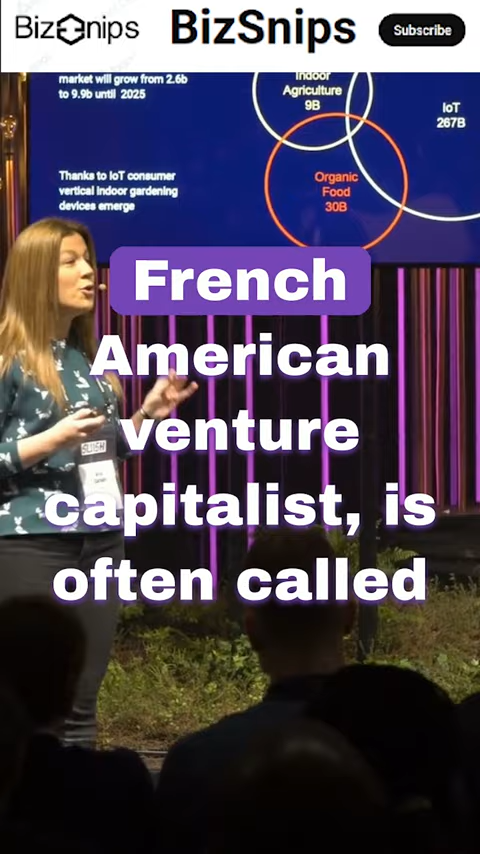 BizSnips
BizSnips
Subscribe
market will grow from 2.6b
to 9.9b until 2025
Indoor
Agriculture
9B
IoT
267B
Thanks to IoT consumer
vertical indoor gardening
devices emerge
Organic
Food
30B
French
American
venture
capitalist, is
often called
SLUSH